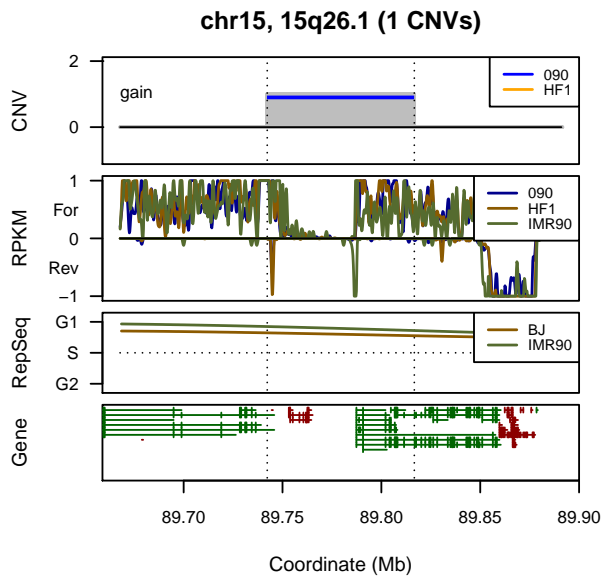 chr15, 15q26.1 (1 CNVs)
CNV
2
0
gain
090
HF1
RPKM
1
For
0
Rev
−1
090
HF1
IMR90
RepSeq
G1
S
G2
BJ
IMR90
Gene
89.70
89.75
89.80
89.85
89.90
Coordinate (Mb)